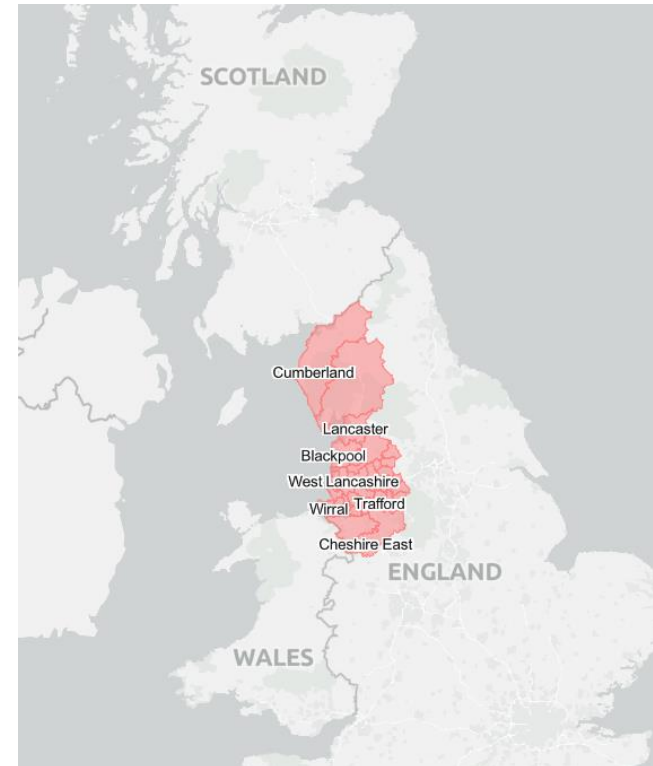 SCOTLAND
Cumberland
Lancaster
Blackpool
West Lancashire
Wirral
Trafford
Cheshire East
ENGLAND
WALES